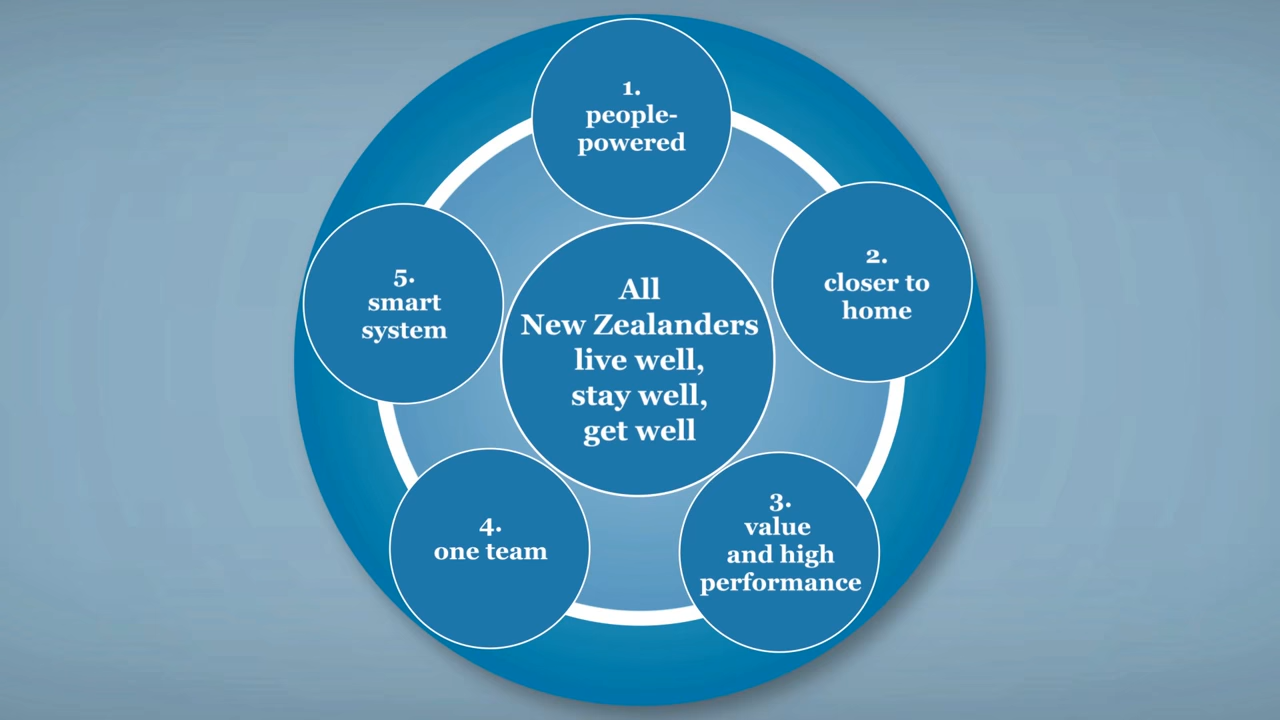 1.
people-
powered
2.
closer to
home
3.
value
and high
performance
4.
one team
5.
smart
system
All
New Zealanders
live well,
stay well,
get well